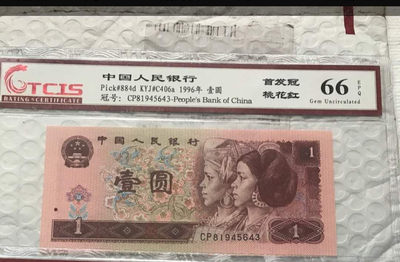 TCIS
RATING & CERTIFICATE
中国人民银行
Pick#884d KYJ#C406a 1996年 壹圆
冠号: CP81945643-People's Bank of China
首发冠
桃花红
66 EPQ
Gem Uncirculated
中国人民银行
1
壹圆
1
CP81945643
1